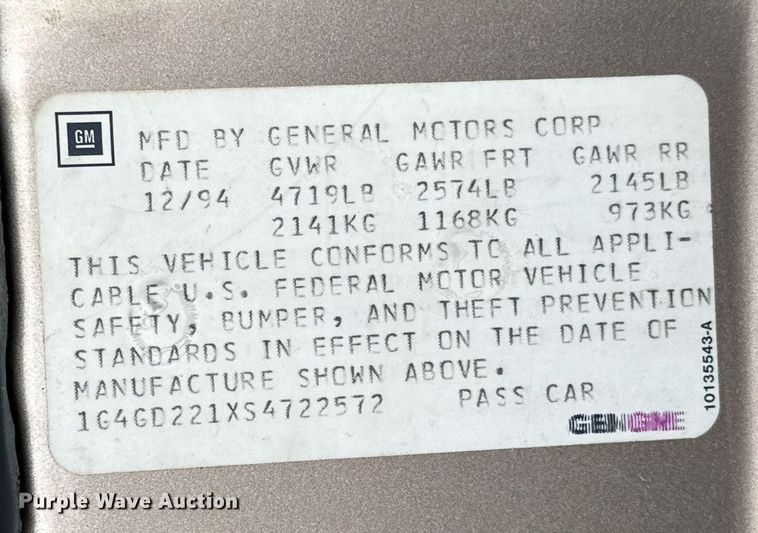 GM
MFD BY GENERAL MOTORS CORP
DATE GVWR GAWR FRT GAWR RR
12/94 4719LB 2574LB 2145LB
2141KG 1168KG 973KG
THIS VEHICLE CONFORMS TO ALL APPLI-
CABLE U.S. FEDERAL MOTOR VEHICLE
SAFETY, BUMPER, AND THEFT PREVENTION
STANDARDS IN EFFECT ON THE DATE OF
MANUFACTURE SHOWN ABOVE.
1G4GD221XS4722572 PASS CAR
10135543-A
Purple Wave Auction